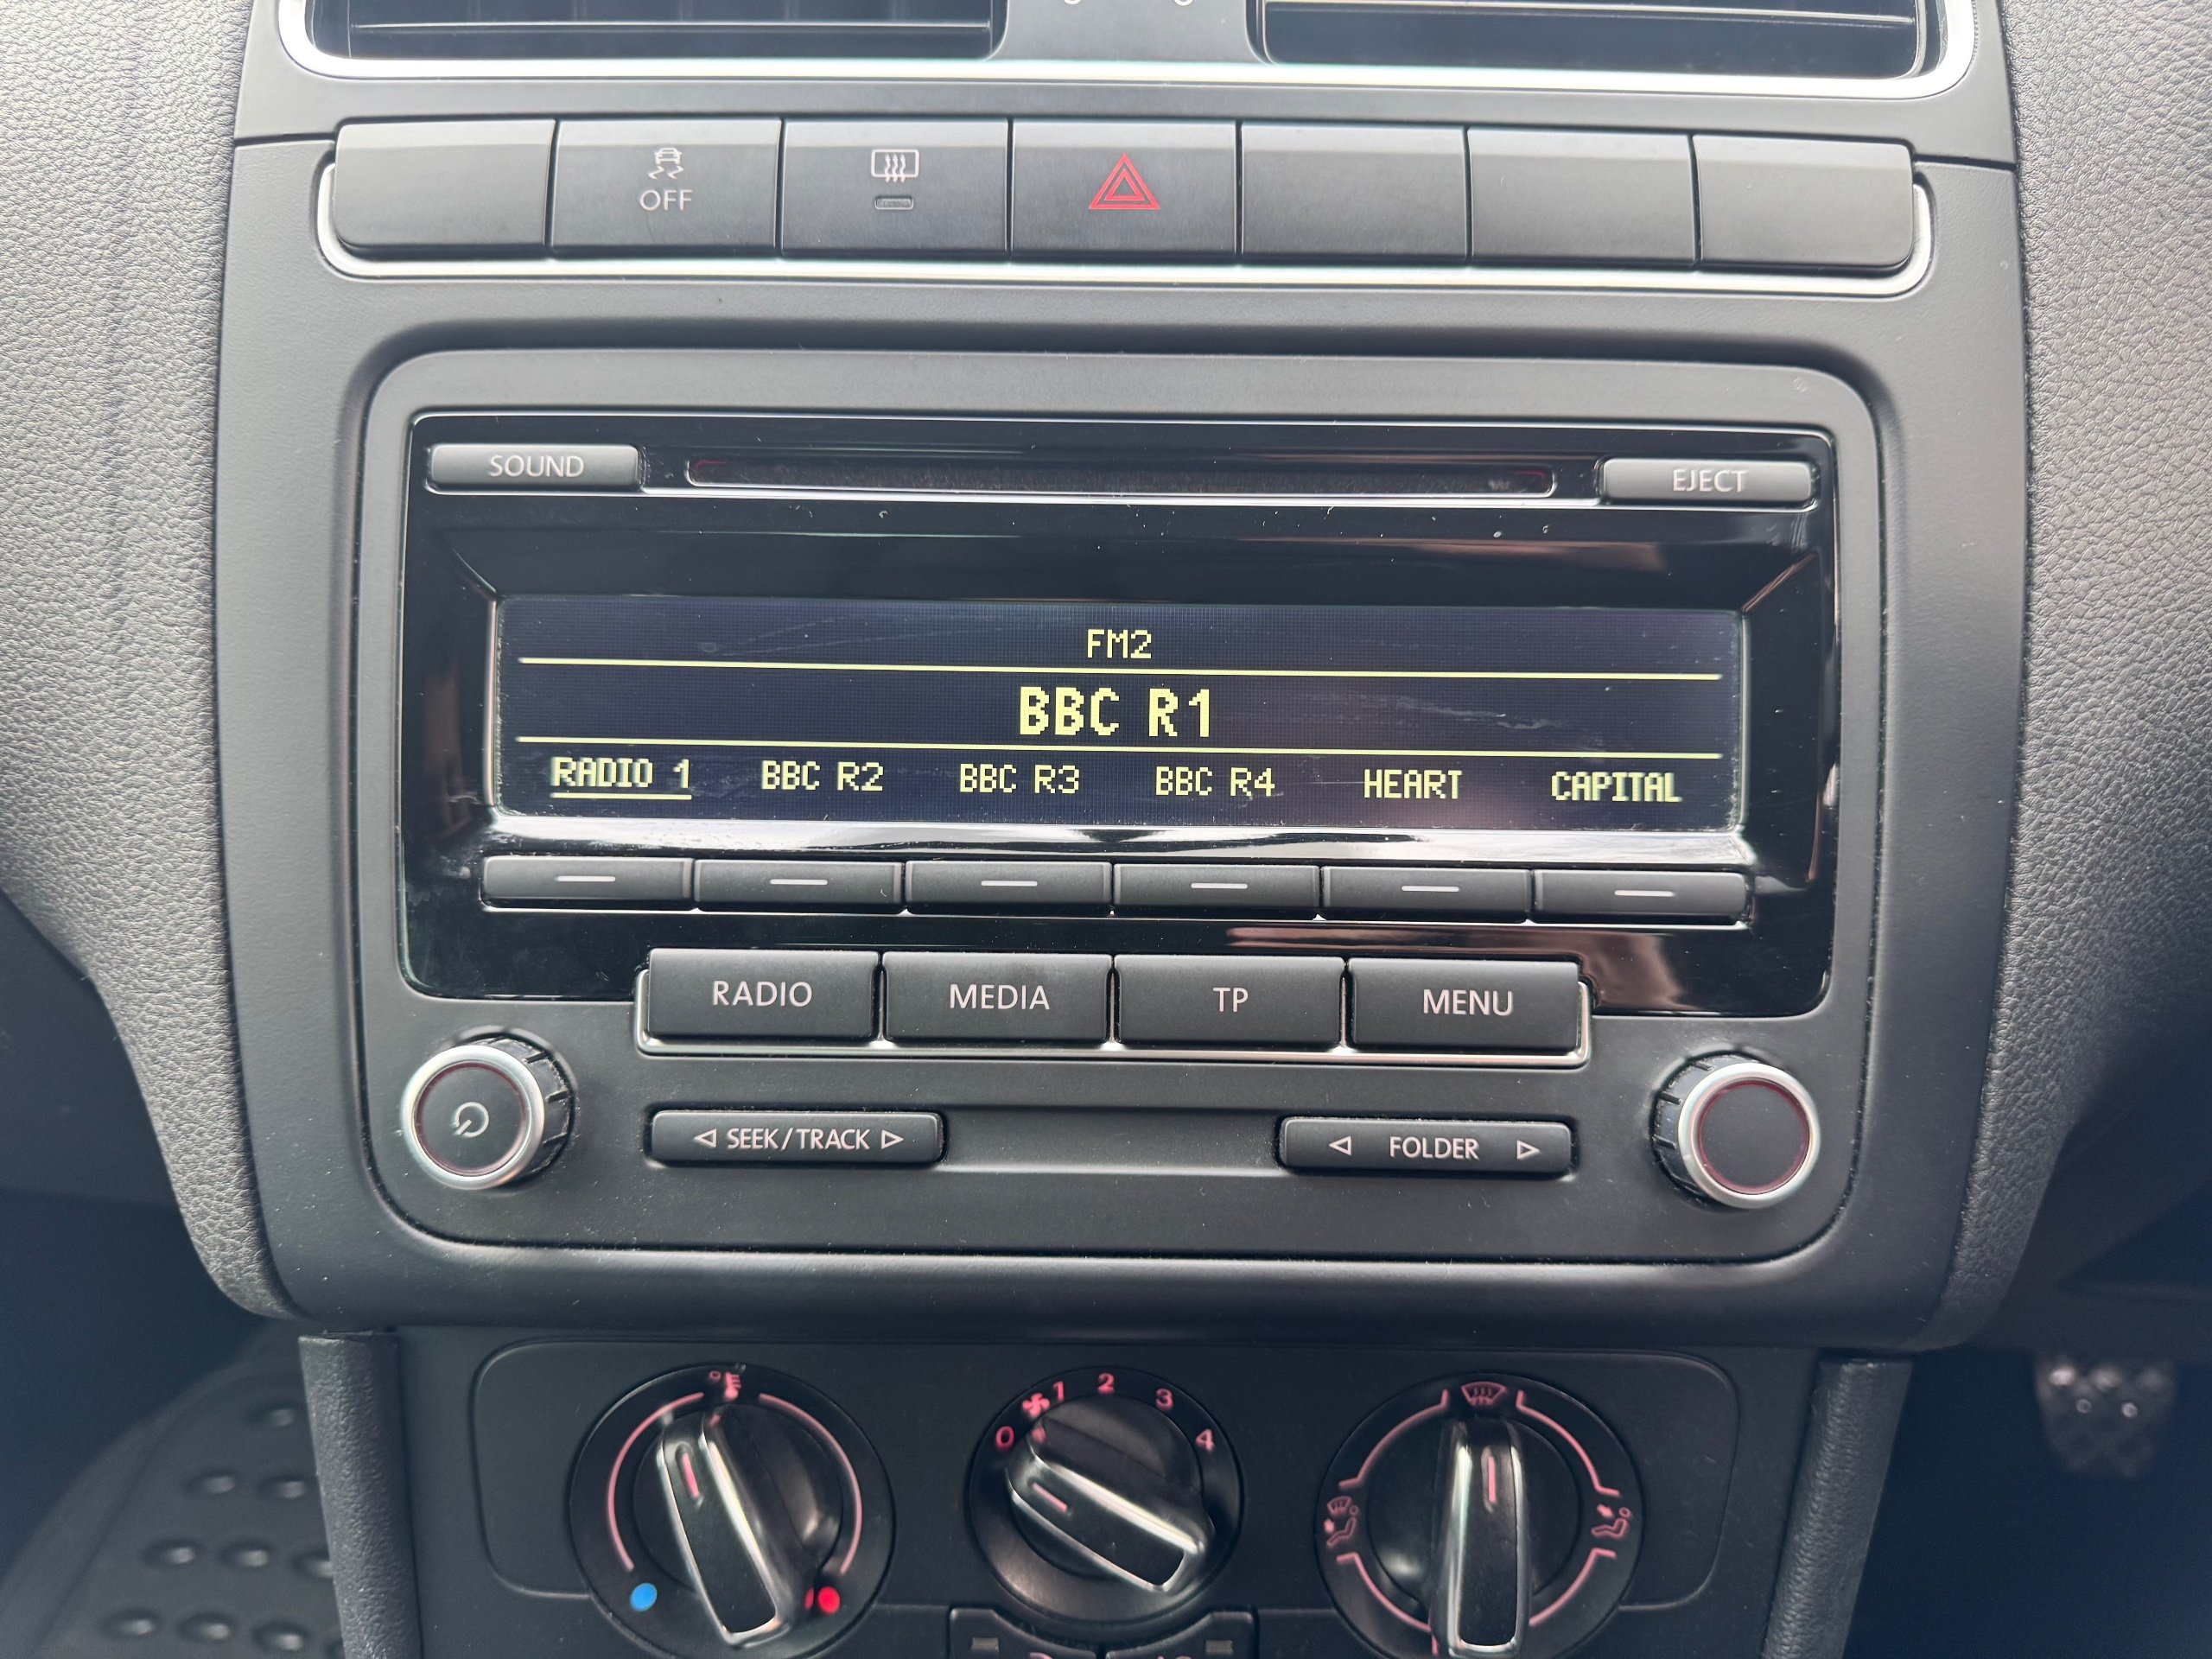 OFF
SOUND EJECT
FM2
BBC R1
RADIO 1 BBC R2 BBC R3 BBC R4 HEART CAPITAL
RADIO MEDIA TP MENU
SEEK/TRACK FOLDER
0 1 2 3 4